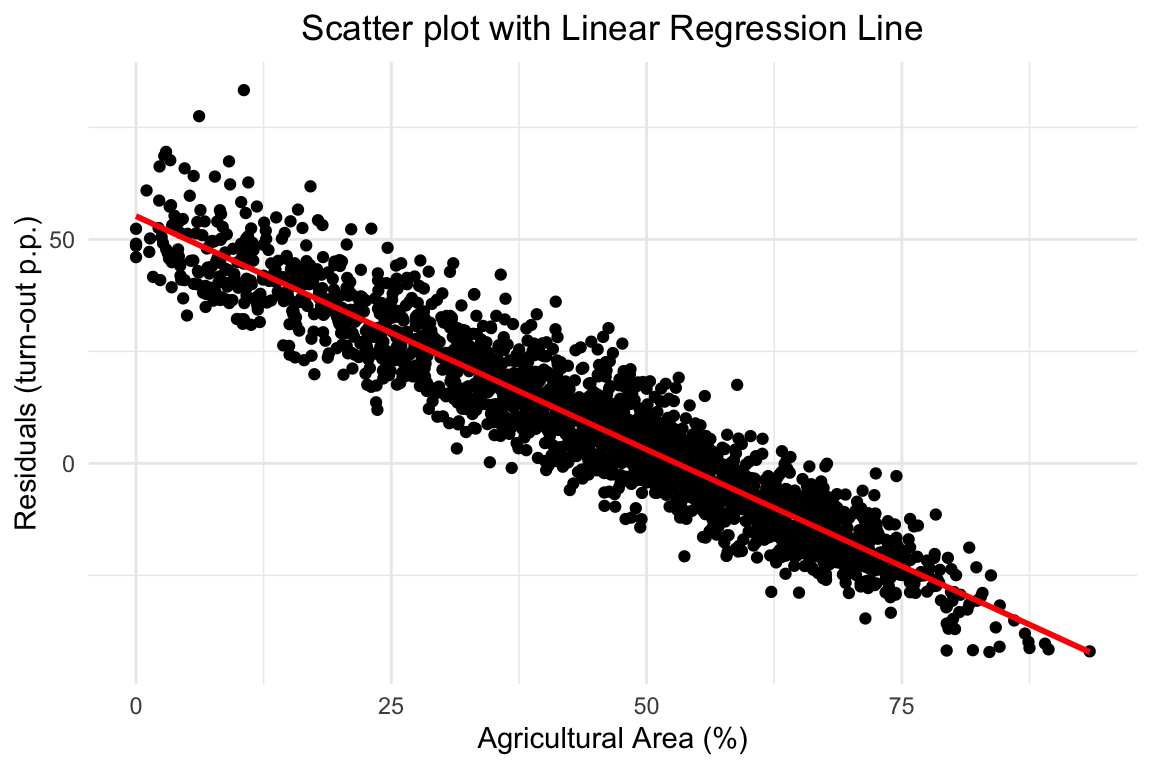 Scatter plot with Linear Regression Line
Residuals (turn-out p.p.)
50
0
0
25
50
75
Agricultural Area (%)